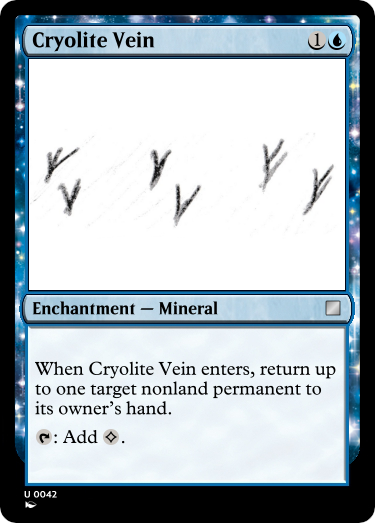 Cryolite Vein 1
Enchantment — Mineral
When Cryolite Vein enters, return up
to one target nonland permanent to
its owner's hand.
: Add .
U 0042